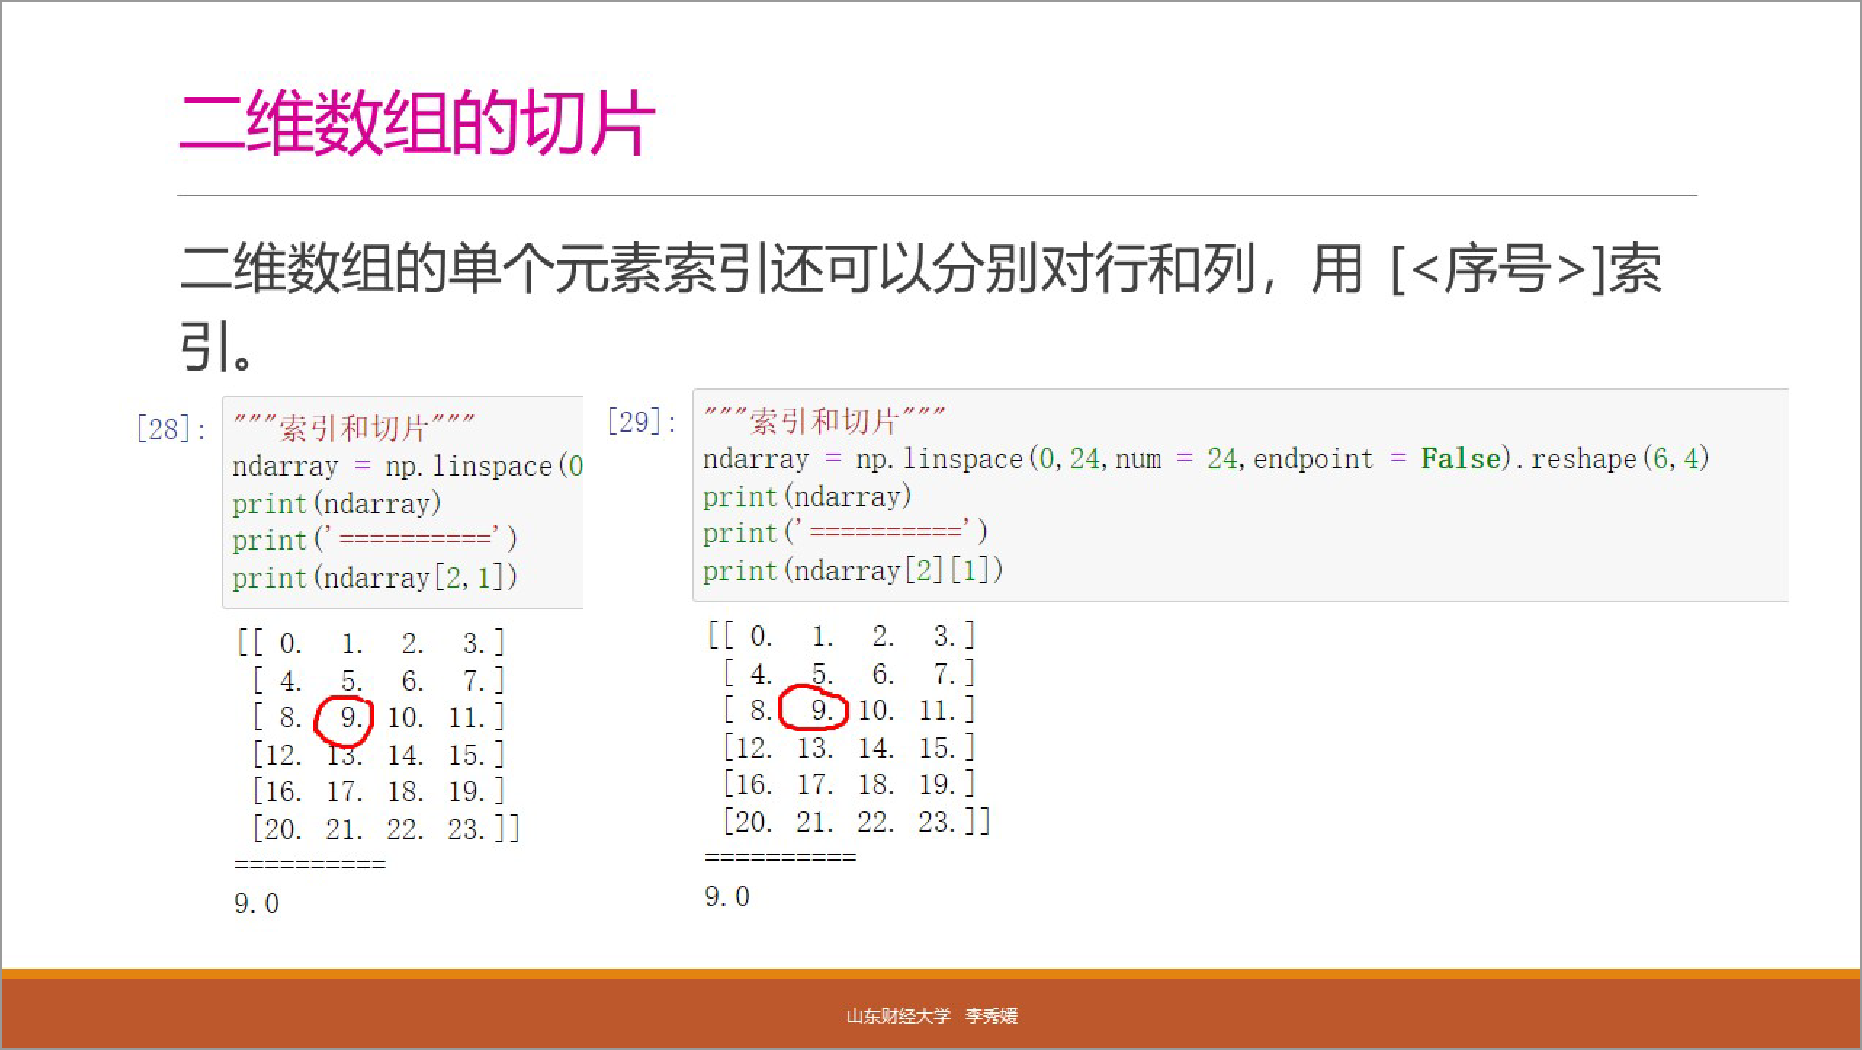 二维数组的切片
二维数组的单个元素索引还可以分别对行和列，用 [<序号>]索
引。
[28]:
"""索引和切片"""
ndarray = np.linspace(0
print(ndarray)
print('==========')
print(ndarray[2,1])
[[ 0.  1.  2.  3.]
[ 4.  5.  6.  7.]
[ 8.  9. 10. 11.]
[12. 13. 14. 15.]
[16. 17. 18. 19.]
[20. 21. 22. 23.]]
==========
9.0
[29]:
"""索引和切片"""
ndarray = np.linspace(0,24,num = 24,endpoint = False).reshape(6,4)
print(ndarray)
print('==========')
print(ndarray[2][1])
[[ 0.  1.  2.  3.]
[ 4.  5.  6.  7.]
[ 8.  9. 10. 11.]
[12. 13. 14. 15.]
[16. 17. 18. 19.]
[20. 21. 22. 23.]]
==========
9.0
山东财经大学 李秀嫒